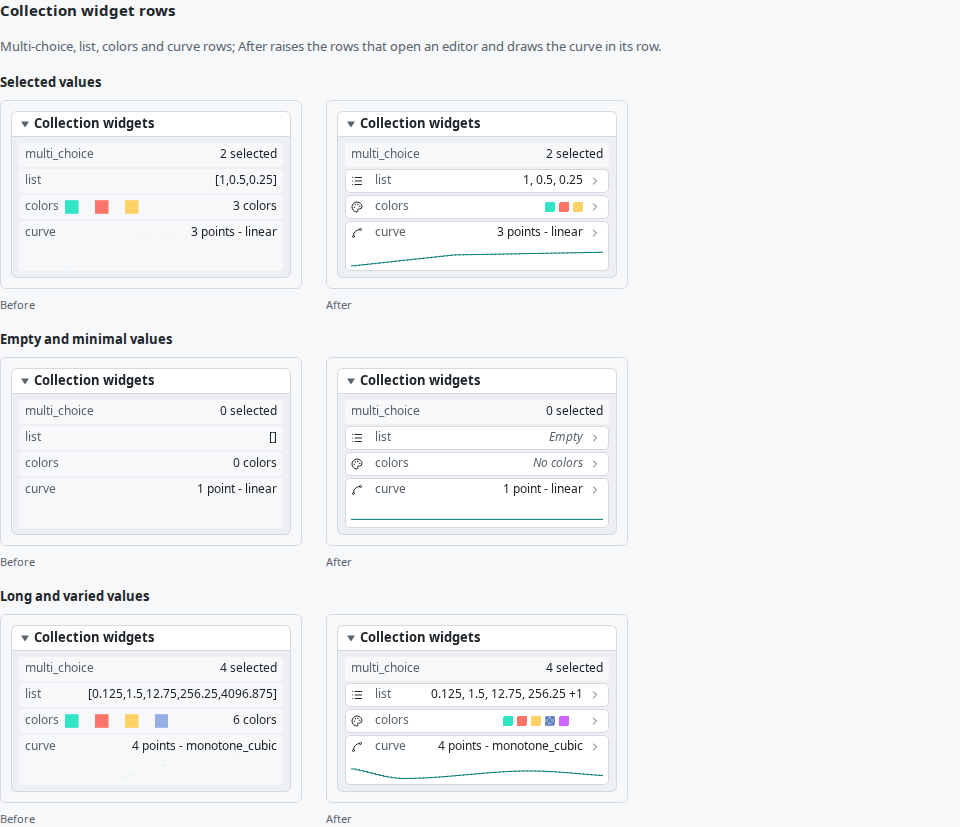 Collection widget rows
Multi-choice, list, colors and curve rows; After raises the rows that open an editor and draws the curve in its row.
Selected values
Collection widgets
multi_choice 2 selected
list [1,0.5,0.25]
colors 3 colors
curve 3 points - linear
Before
Collection widgets
multi_choice 2 selected
list 1, 0.5, 0.25
colors
curve 3 points - linear
After
Empty and minimal values
Collection widgets
multi_choice 0 selected
list []
colors 0 colors
curve 1 point - linear
Before
Collection widgets
multi_choice 0 selected
list Empty
colors No colors
curve 1 point - linear
After
Long and varied values
Collection widgets
multi_choice 4 selected
list [0.125,1.5,12.75,256.25,4096.875]
colors 6 colors
curve 4 points - monotone_cubic
Before
Collection widgets
multi_choice 4 selected
list 0.125, 1.5, 12.75, 256.25 +1
colors
curve 4 points - monotone_cubic
After